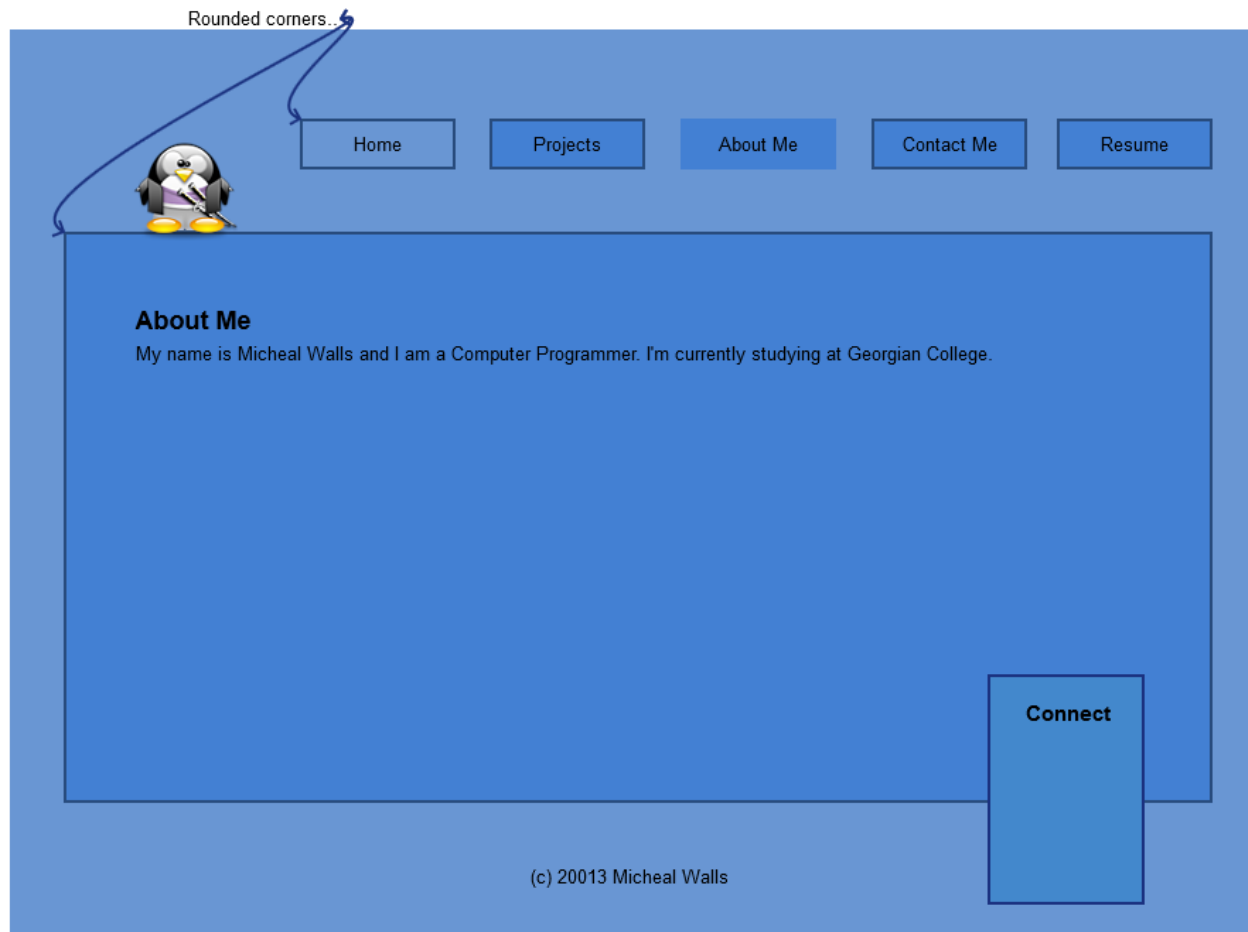 Rounded corners..
Home
Projects
About Me
Contact Me
Resume
About Me
My name is Micheal Walls and I am a Computer Programmer. I'm currently studying at Georgian College.
Connect
(c) 20013 Micheal Walls